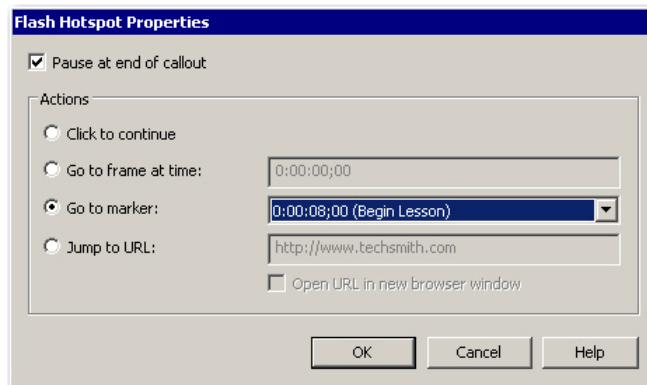 Flash Hotspot Properties
Pause at end of callout
Actions
Click to continue
Go to frame at time: 0:00:00;00
Go to marker: 0:00:08;00 (Begin Lesson)
Jump to URL: http://www.techsmith.com
Open URL in new browser window
OK Cancel Help